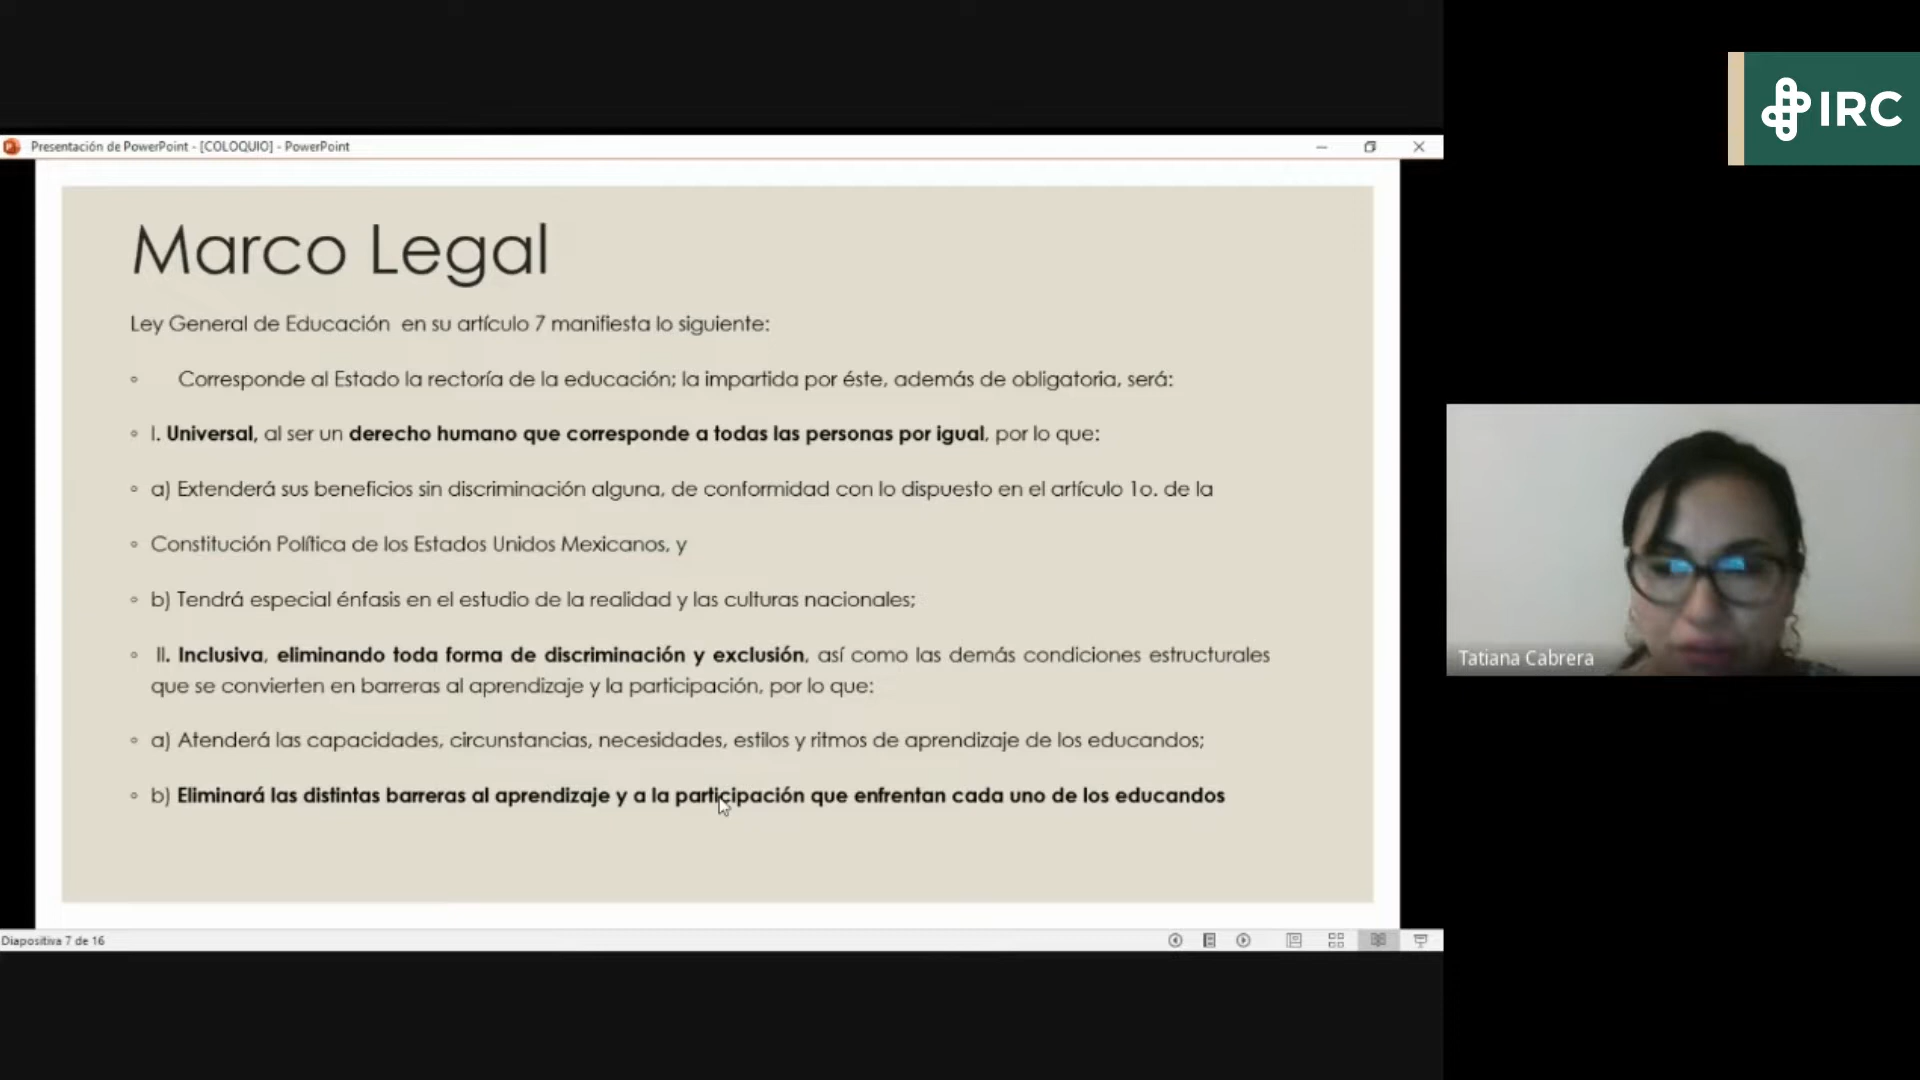 IRC
Presentación de PowerPoint - [COLOQUIO] - PowerPoint
Marco Legal
Ley General de Educación en su artículo 7 manifiesta lo siguiente:
◦ Corresponde al Estado la rectoría de la educación; la impartida por éste, además de obligatoria, será:
◦ I. Universal, al ser un derecho humano que corresponde a todas las personas por igual, por lo que:
◦ a) Extenderá sus beneficios sin discriminación alguna, de conformidad con lo dispuesto en el artículo 1o. de la
◦ Constitución Política de los Estados Unidos Mexicanos, y
◦ b) Tendrá especial énfasis en el estudio de la realidad y las culturas nacionales;
◦ II. Inclusiva, eliminando toda forma de discriminación y exclusión, así como las demás condiciones estructurales
que se convierten en barreras al aprendizaje y la participación, por lo que:
◦ a) Atenderá las capacidades, circunstancias, necesidades, estilos y ritmos de aprendizaje de los educandos;
◦ b) Eliminará las distintas barreras al aprendizaje y a la participación que enfrentan cada uno de los educandos
Tatiana Cabrera
Diapositiva 7 de 16